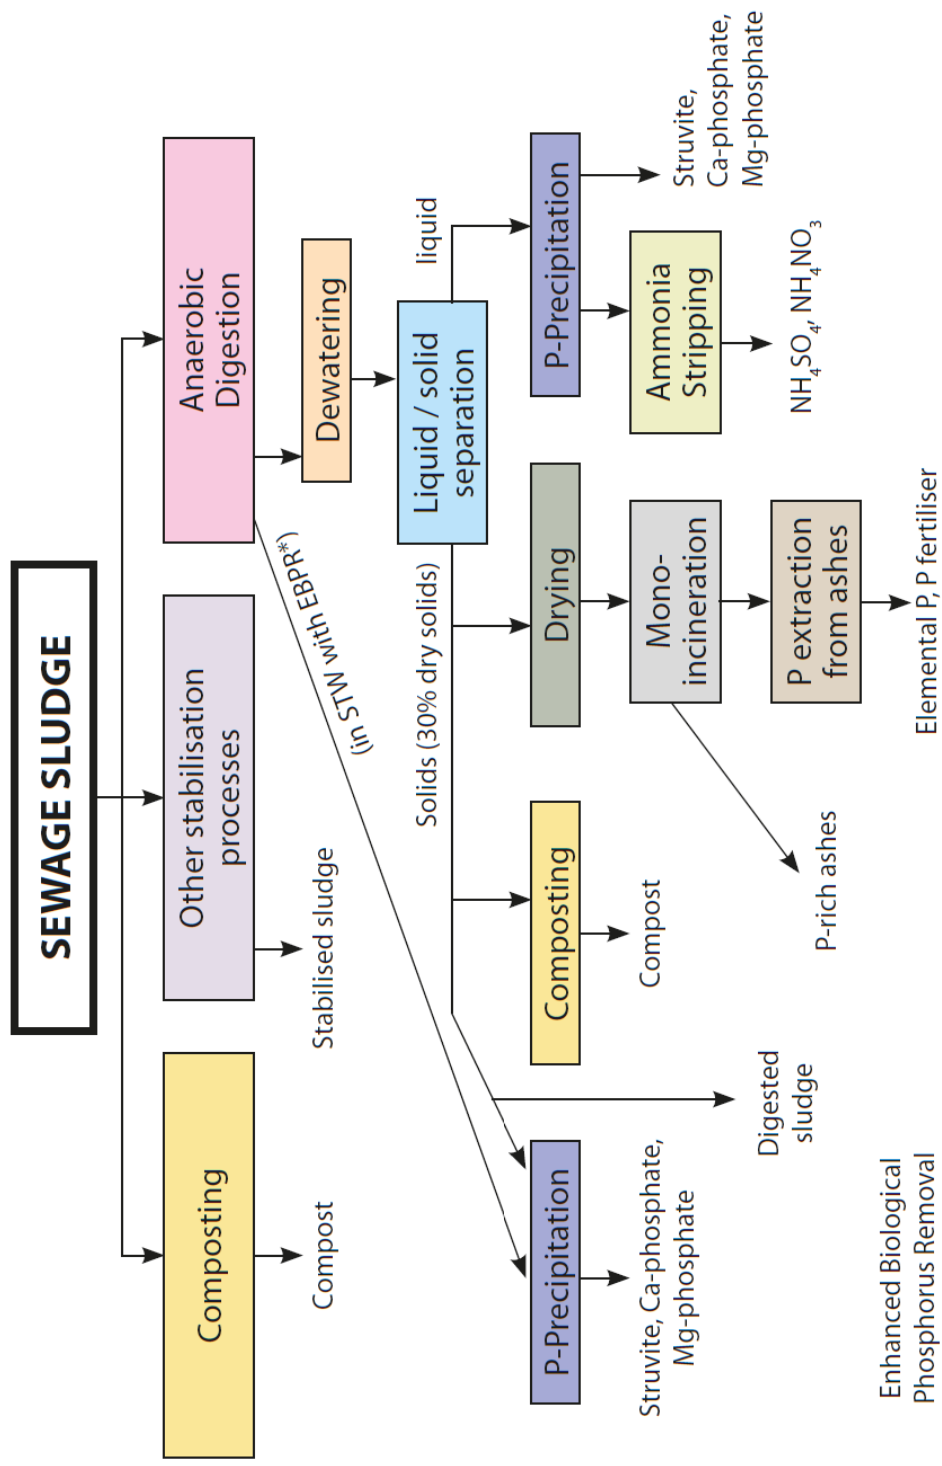 SEWAGE SLUDGE
Composting
Other stabilisation
processes
Anaerobic
Digestion
Compost
Stabilised sludge
Dewatering
(in STW with EBPR*)
Liquid / solid
separation
Solids (30% dry solids)
liquid
P-Precipitation
Composting
Drying
P-Precipitation
Struvite, Ca-phosphate,
Mg-phosphate
Compost
Mono-
incineration
Ammonia
Stripping
Struvite,
Ca-phosphate,
Mg-phosphate
Digested
sludge
P-rich ashes
P extraction
from ashes
NH₄SO₄, NH₄NO₃
Elemental P, P fertiliser
Enhanced Biological
Phosphorus Removal